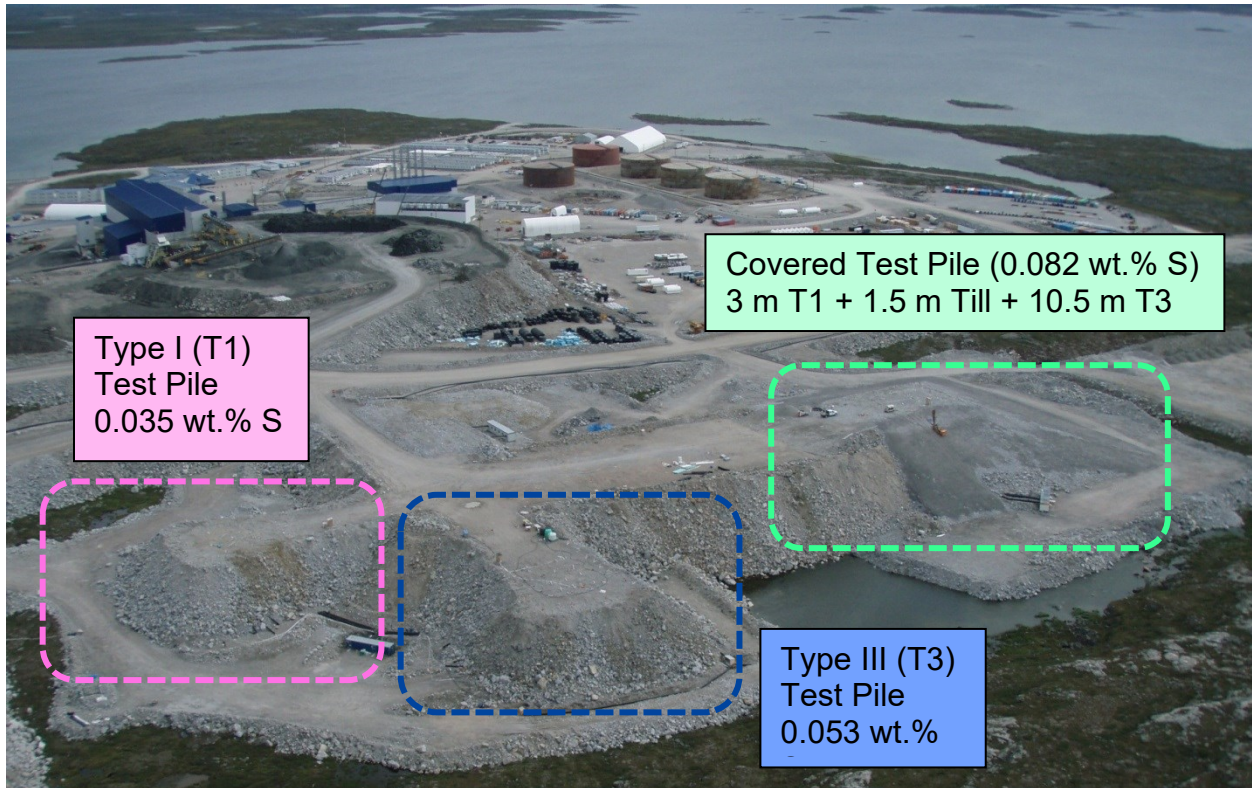 Covered Test Pile (0.082 wt.% S)
3 m T1 + 1.5 m Till + 10.5 m T3
Type I (T1)
Test Pile
0.035 wt.% S
Type III (T3)
Test Pile
0.053 wt.%